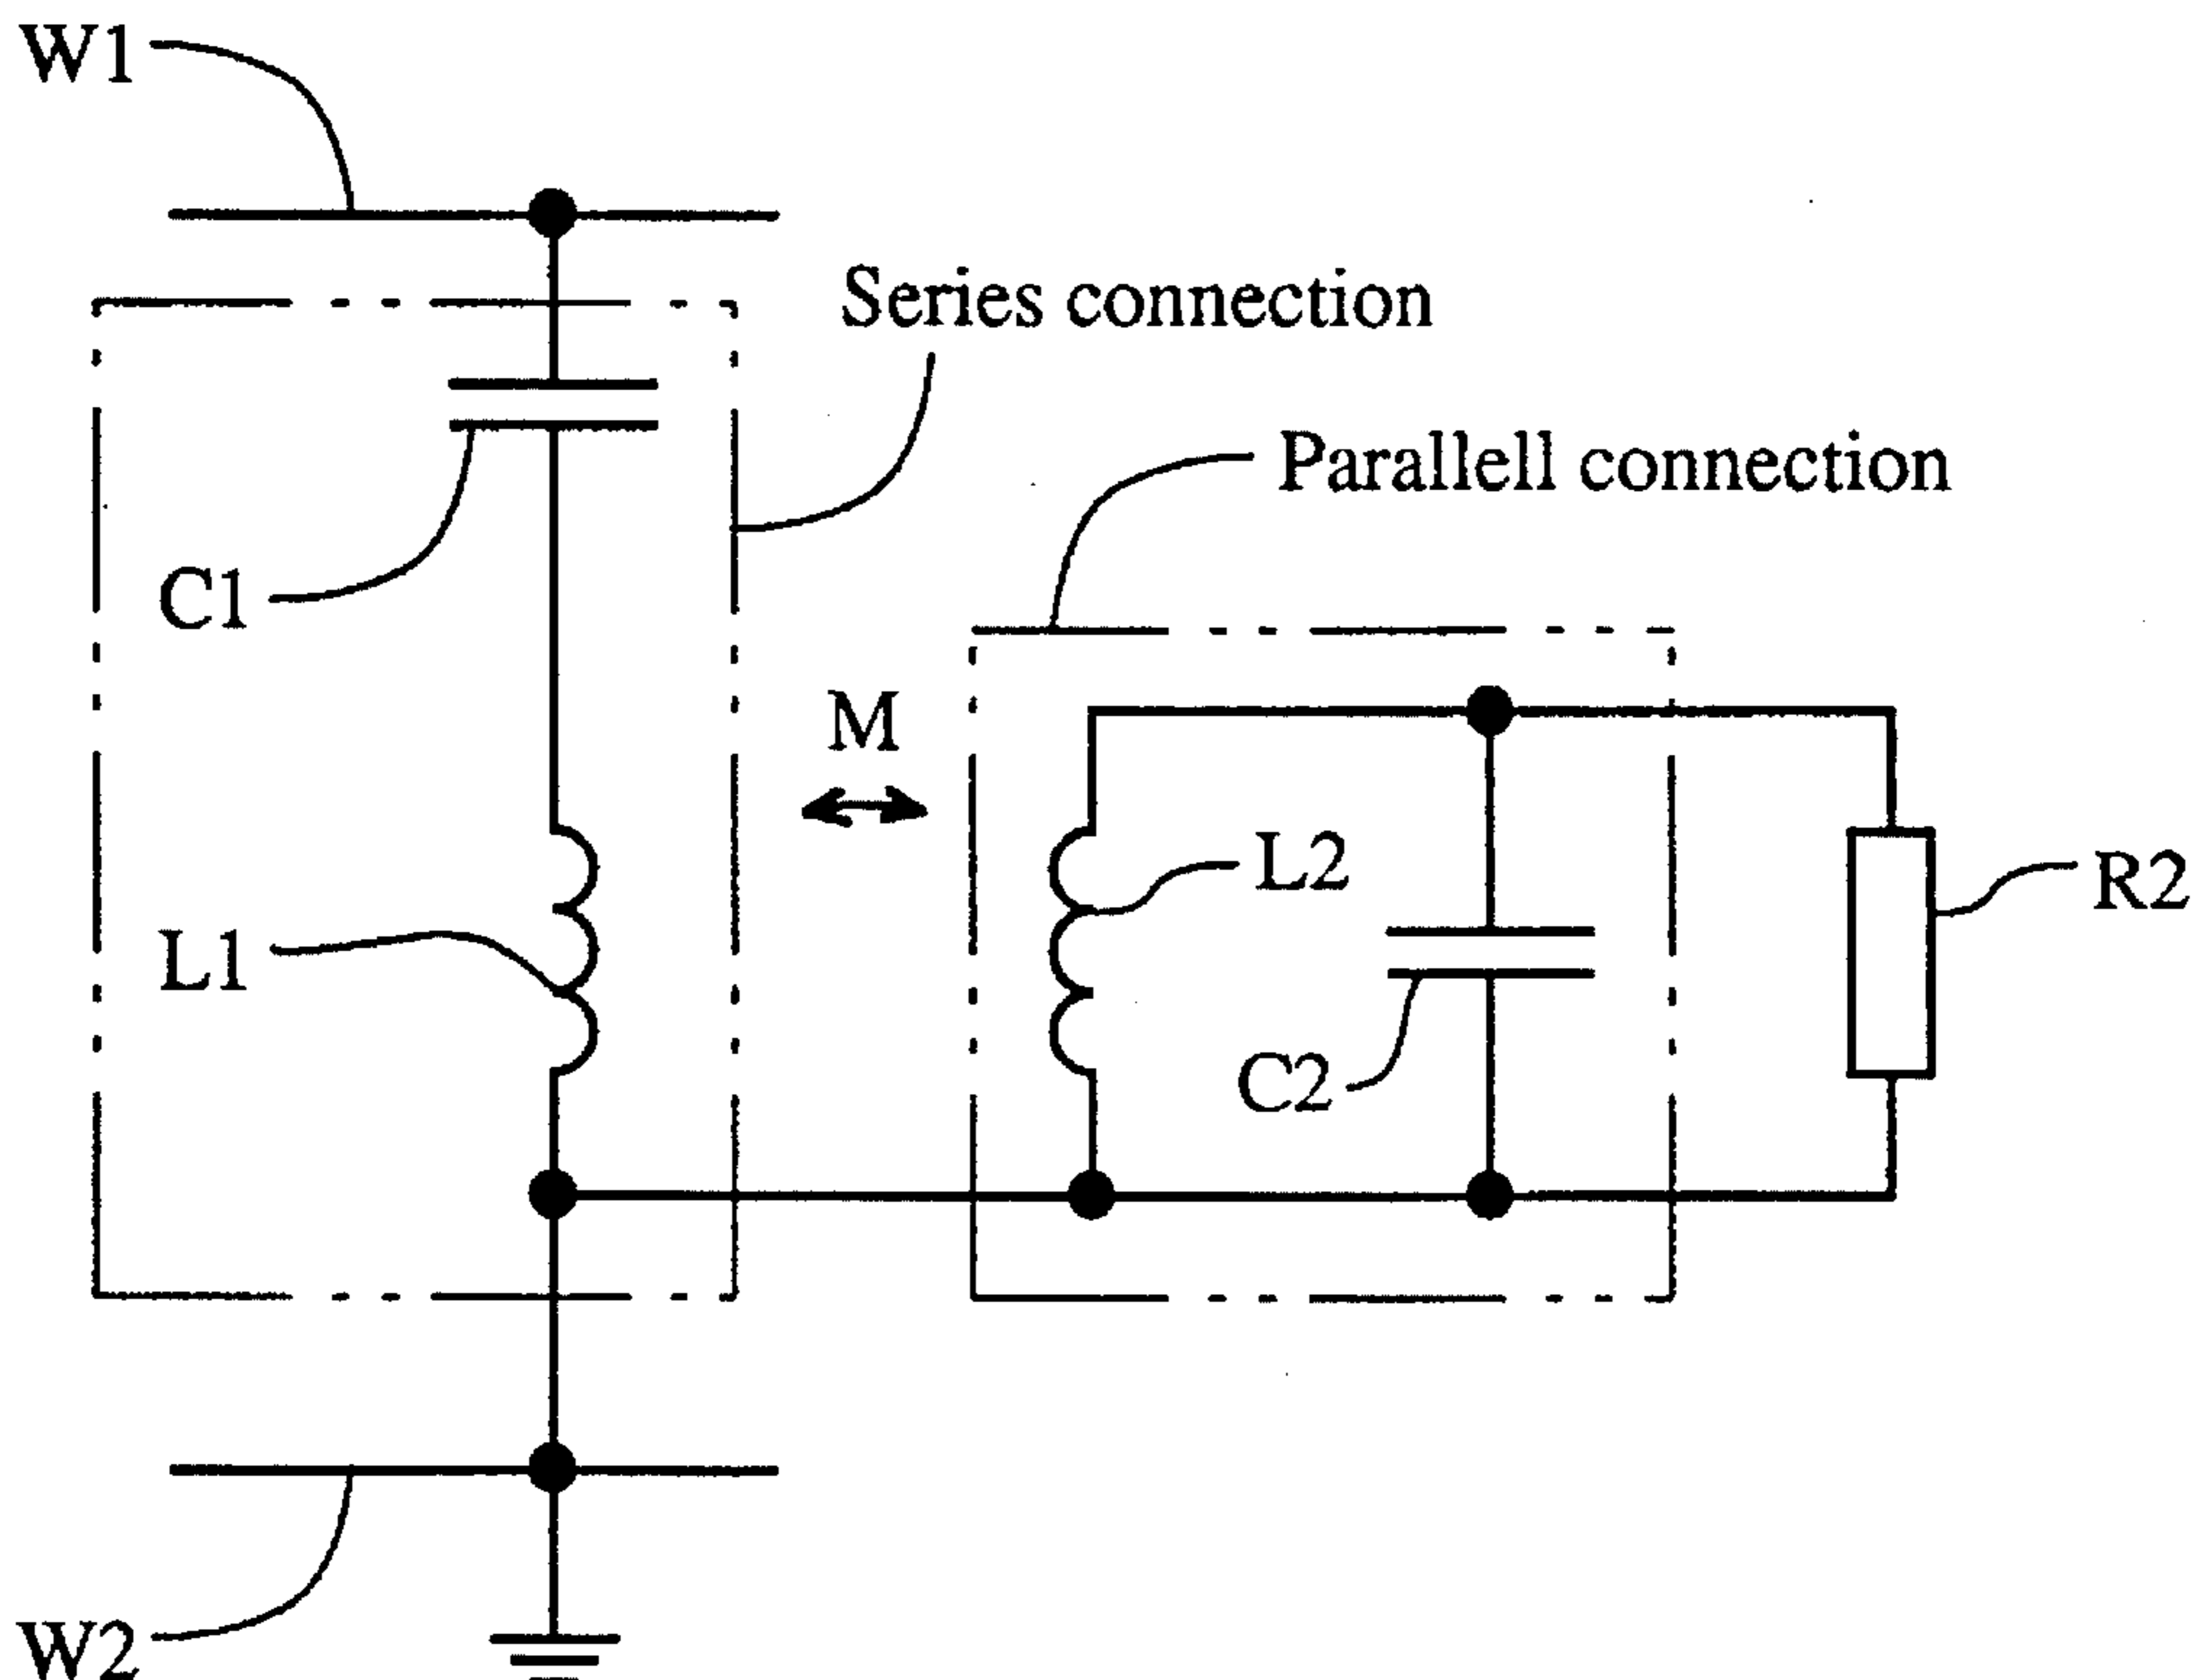 W1
Series connection
Parallell connection
C1
M
L2
R2
L1
C2
W2